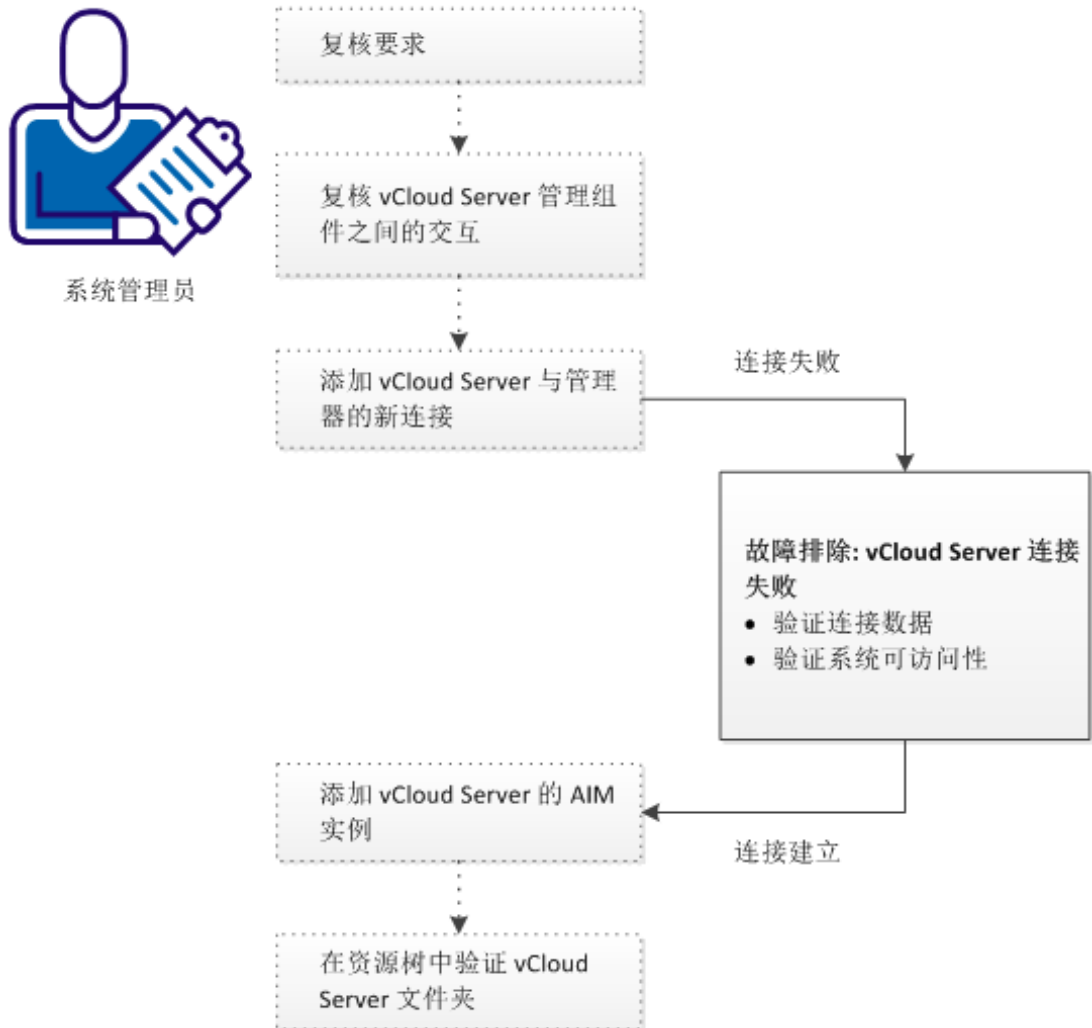 复核要求
复核 vCloud Server 管理组
件之间的交互
系统管理员
添加 vCloud Server 与管理
器的新连接
连接失败
故障排除: vCloud Server 连接
失败
• 验证连接数据
• 验证系统可访问性
添加 vCloud Server 的 AIM
实例
连接建立
在资源树中验证 vCloud
Server 文件夹